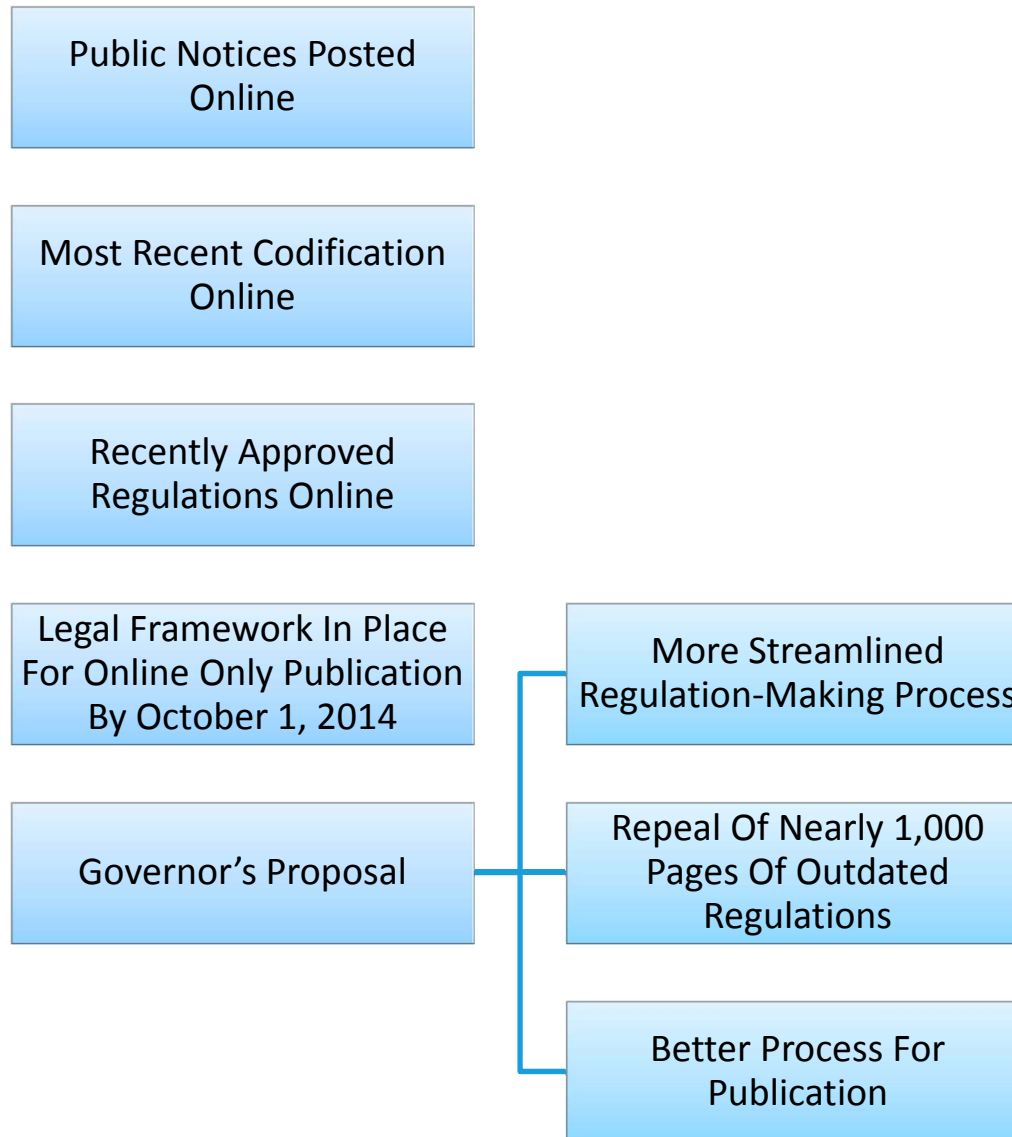 Public Notices Posted
Online
Most Recent Codification
Online
Recently Approved
Regulations Online
Legal Framework In Place
For Online Only Publication
By October 1, 2014
Governor’s Proposal
More Streamlined
Regulation-Making Process
Repeal Of Nearly 1,000
Pages Of Outdated
Regulations
Better Process For
Publication